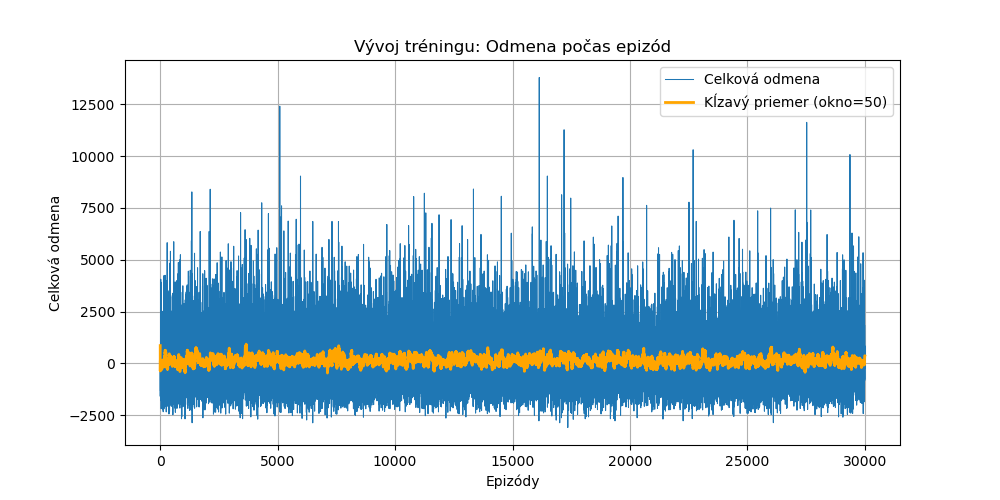 Vývoj tréningu: Odmena počas epizód
Celková odmena
Kĺzavý priemer (okno=50)
12500
10000
7500
5000
2500
0
−2500
Celková odmena
0
5000
10000
15000
20000
25000
30000
Epizódy